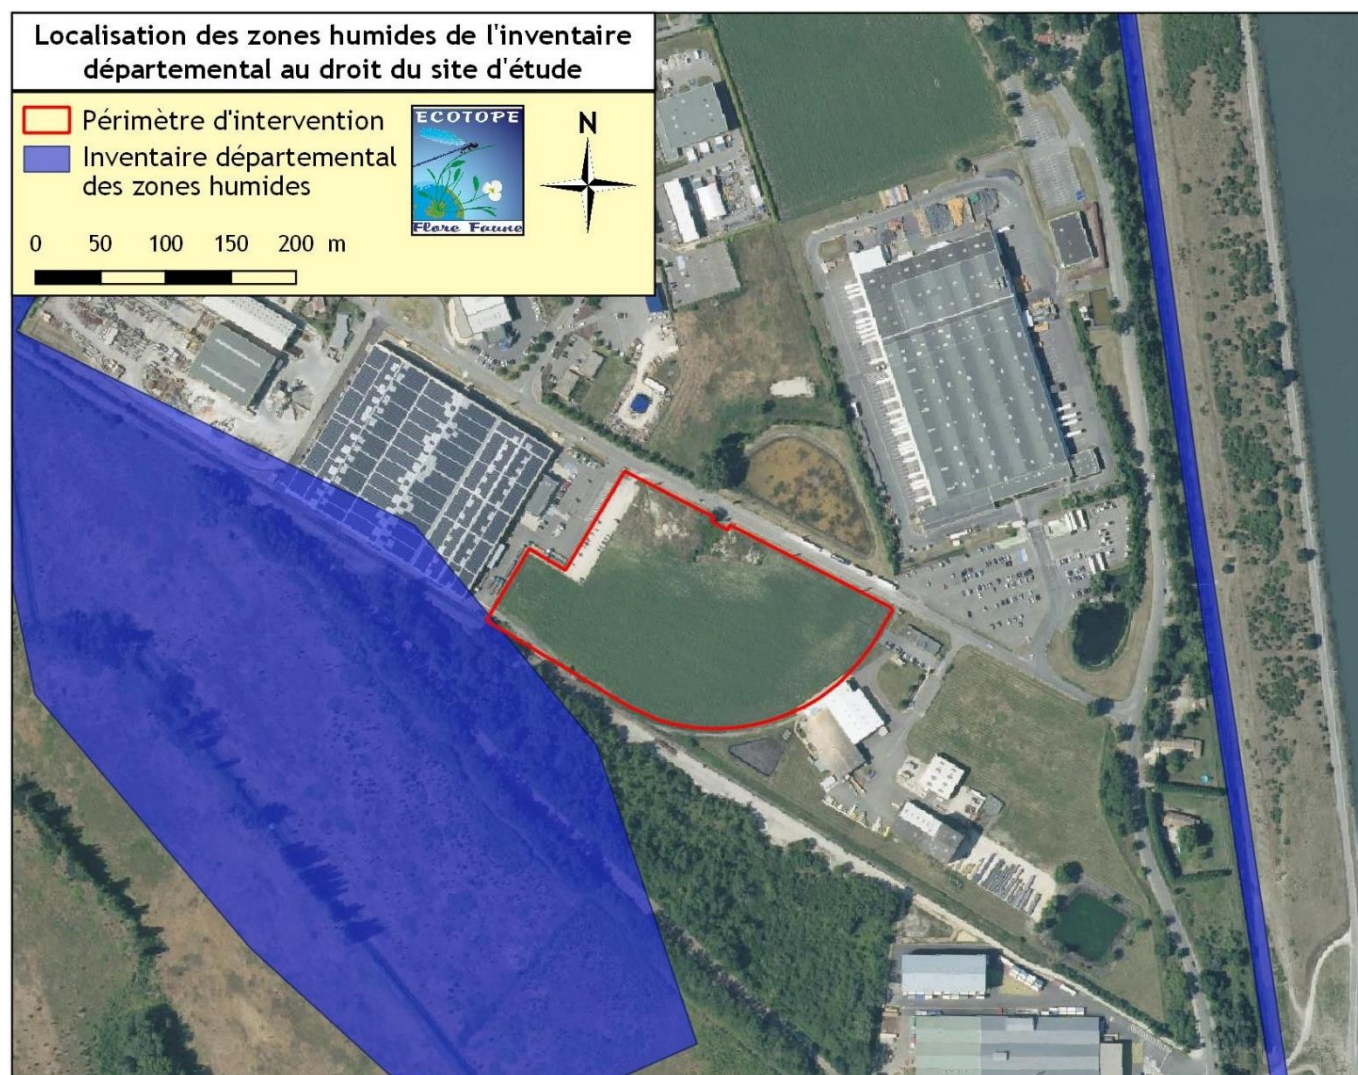 Localisation des zones humides de l'inventaire
départemental au droit du site d'étude
Périmètre d'intervention
Inventaire départemental
des zones humides
ECOTOPE
Flore Faune
N
0 50 100 150 200 m